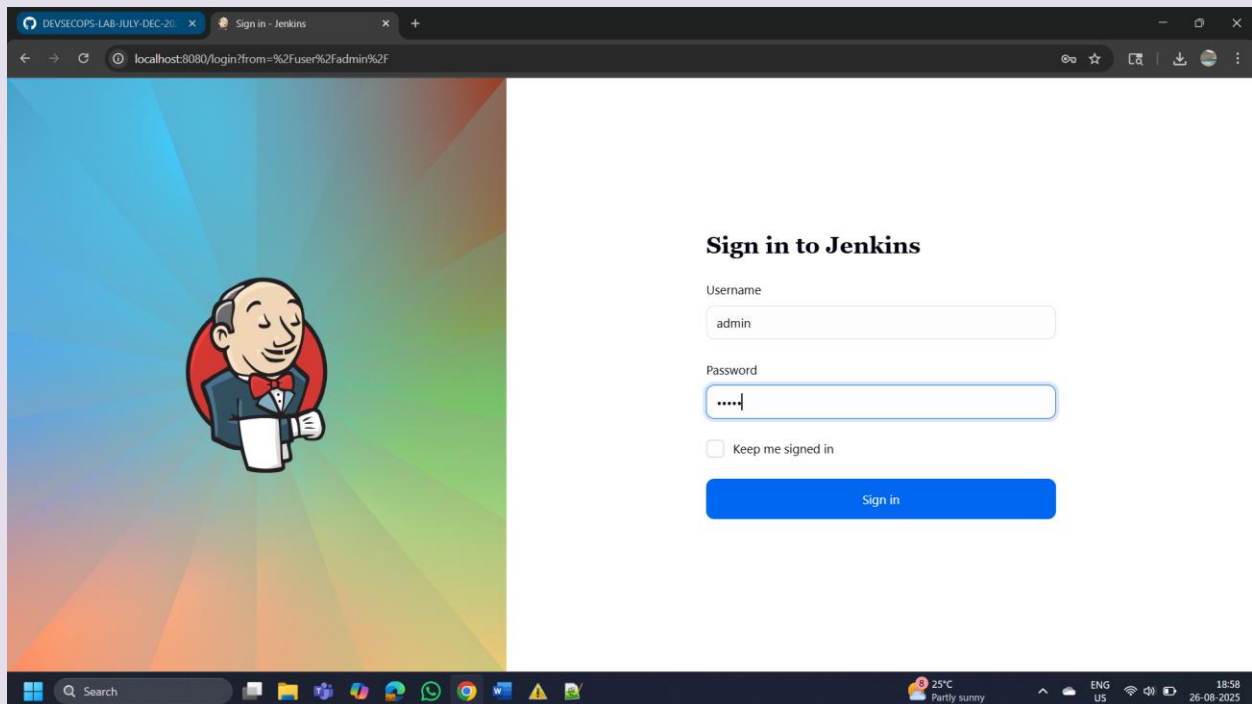 DEVSECOPS-LAB-JULY-DEC-20
Sign in - Jenkins
localhost:8080/login?from=%2Fuser%2Fadmin%2F
Sign in to Jenkins
Username
admin
Password
•••••
Keep me signed in
Sign in
Search
8
25°C
Partly sunny
ENG
US
18:58
26-08-2025